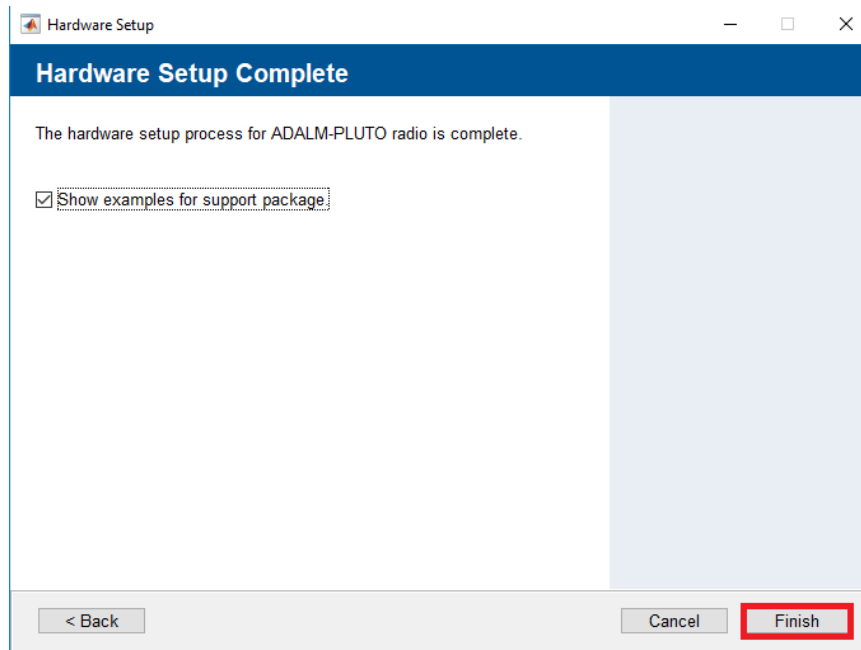 Hardware Setup
Hardware Setup Complete
The hardware setup process for ADALM-PLUTO radio is complete.
Show examples for support package.
< Back
Cancel
Finish